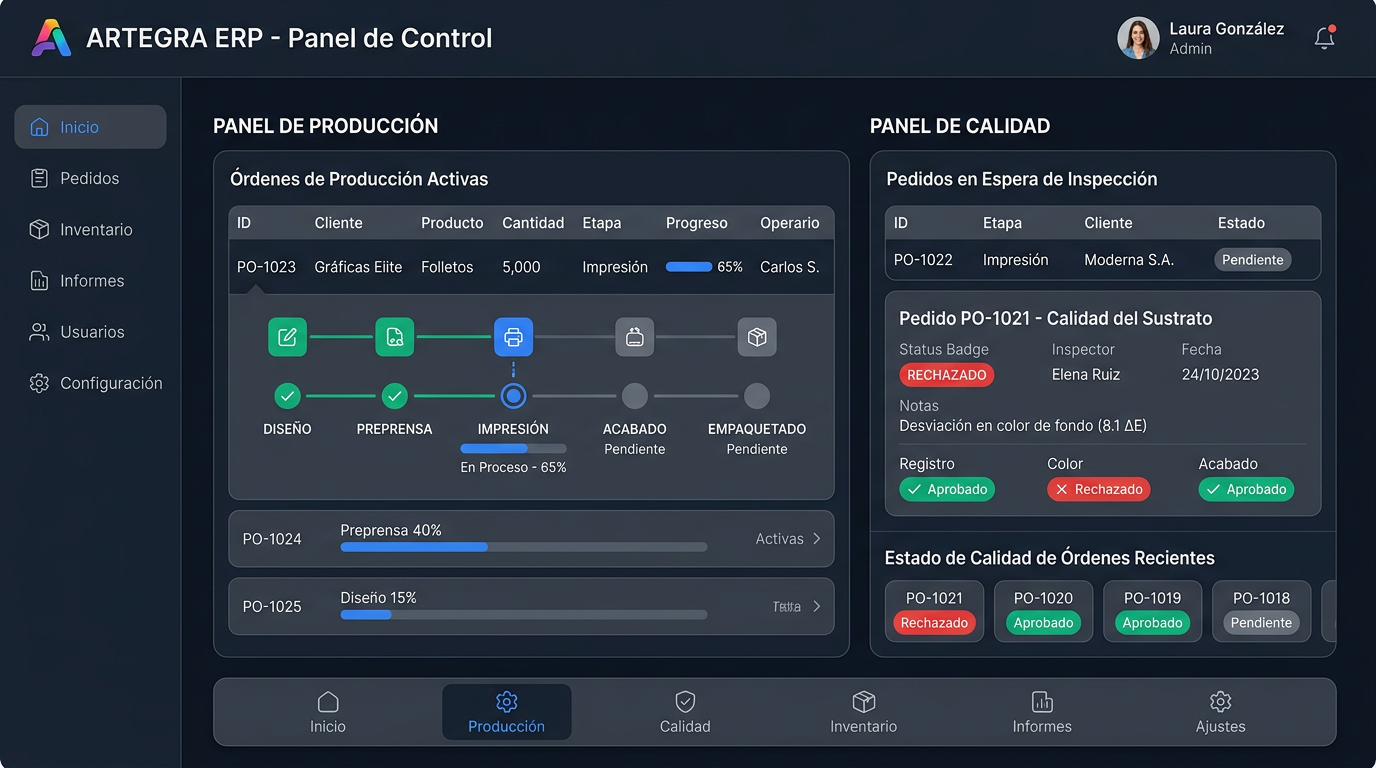 ARTEGRA ERP - Panel de Control
Laura González
Admin
Inicio
Pedidos
Inventario
Informes
Usuarios
Configuración
PANEL DE PRODUCCIÓN
Órdenes de Producción Activas
ID Cliente Producto Cantidad Etapa Progreso Operario
PO-1023 Gráficas Elite Folletos 5,000 Impresión 65% Carlos S.
DISEÑO PREPRENSA IMPRESIÓN ACABADO EMPAQUETADO
Pendiente Pendiente
En Proceso - 65%
PO-1024 Preprensa 40% Activas
PO-1025 Diseño 15%
PANEL DE CALIDAD
Pedidos en Espera de Inspección
ID Etapa Cliente Estado
PO-1022 Impresión Moderna S.A. Pendiente
Pedido PO-1021 - Calidad del Sustrato
Status Badge Inspector Fecha
RECHAZADO Elena Ruiz 24/10/2023
Notas
Desviación en color de fondo (8.1 ΔE)
Registro Color Acabado
Aprobado Rechazado Aprobado
Estado de Calidad de Órdenes Recientes
PO-1021 PO-1020 PO-1019 PO-1018
Rechazado Aprobado Aprobado Pendiente
Inicio Producción Calidad Inventario Informes Ajustes